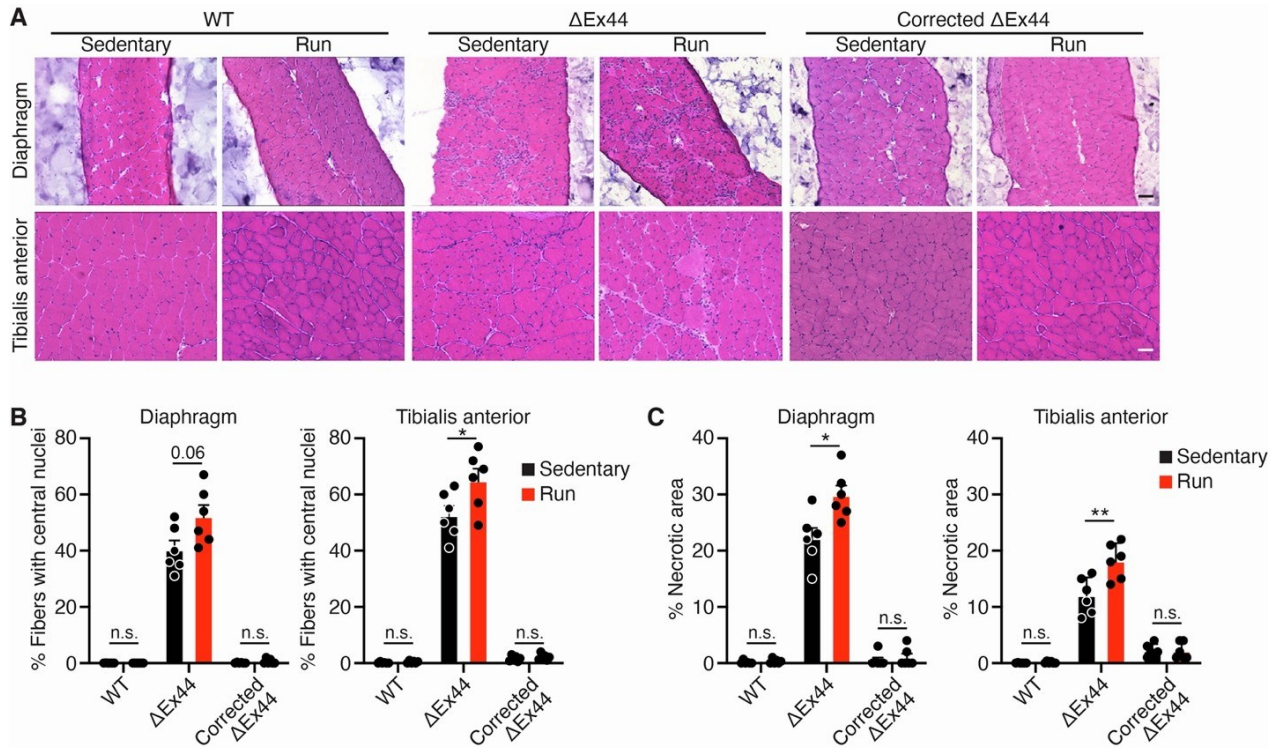 A
WT ΔEx44 Corrected ΔEx44
Sedentary Run Sedentary Run Sedentary Run
Diaphragm
Tibialis anterior
B
Diaphragm
% Fibers with central nuclei
80
60
40
20
0
n.s. 0.06 n.s.
WT ΔEx44 Corrected ΔEx44
Tibialis anterior
% Fibers with central nuclei
80
60
40
20
0
n.s. * n.s.
WT ΔEx44 Corrected ΔEx44
Sedentary
Run
C
Diaphragm
% Necrotic area
40
30
20
10
0
n.s. * n.s.
WT ΔEx44 Corrected ΔEx44
Tibialis anterior
% Necrotic area
40
30
20
10
0
n.s. ** n.s.
WT ΔEx44 Corrected ΔEx44
Sedentary
Run